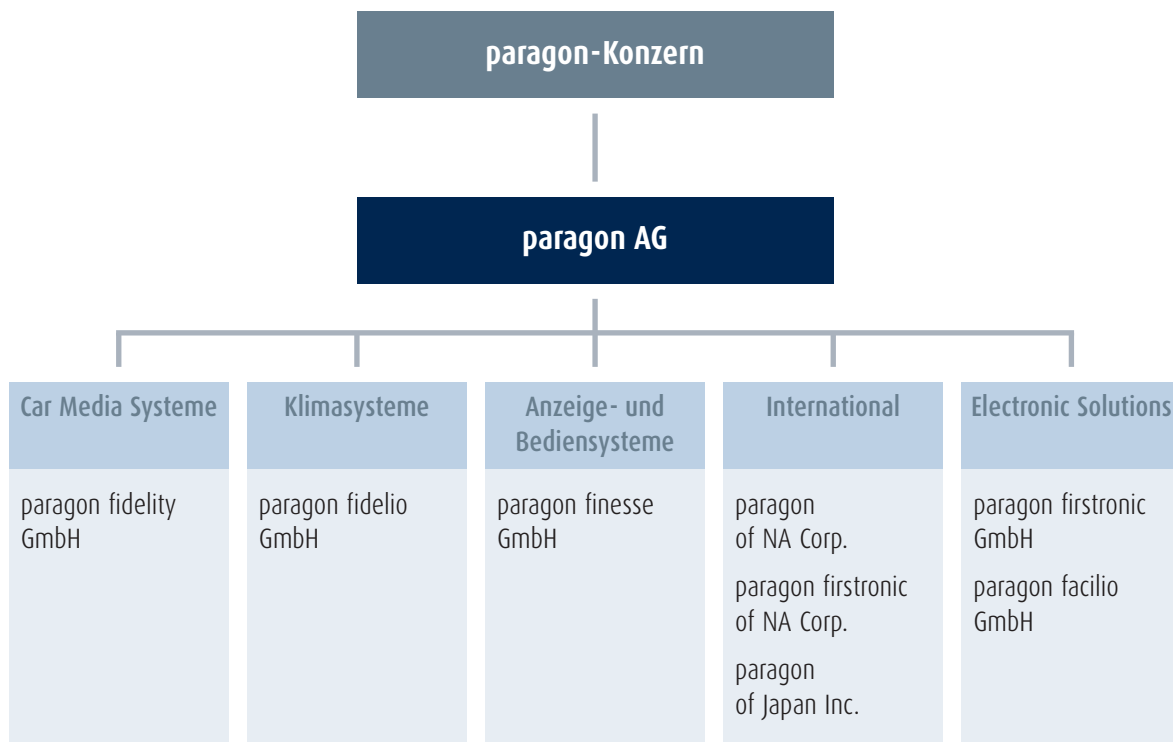 paragon-Konzern
paragon AG
Car Media Systeme
paragon fidelity
GmbH
Klimasysteme
paragon fidelio
GmbH
Anzeige- und
Bediensysteme
paragon finesse
GmbH
International
paragon
of NA Corp.
paragon firstronic
of NA Corp.
paragon
of Japan Inc.
Electronic Solutions
paragon firstronic
GmbH
paragon facilio
GmbH